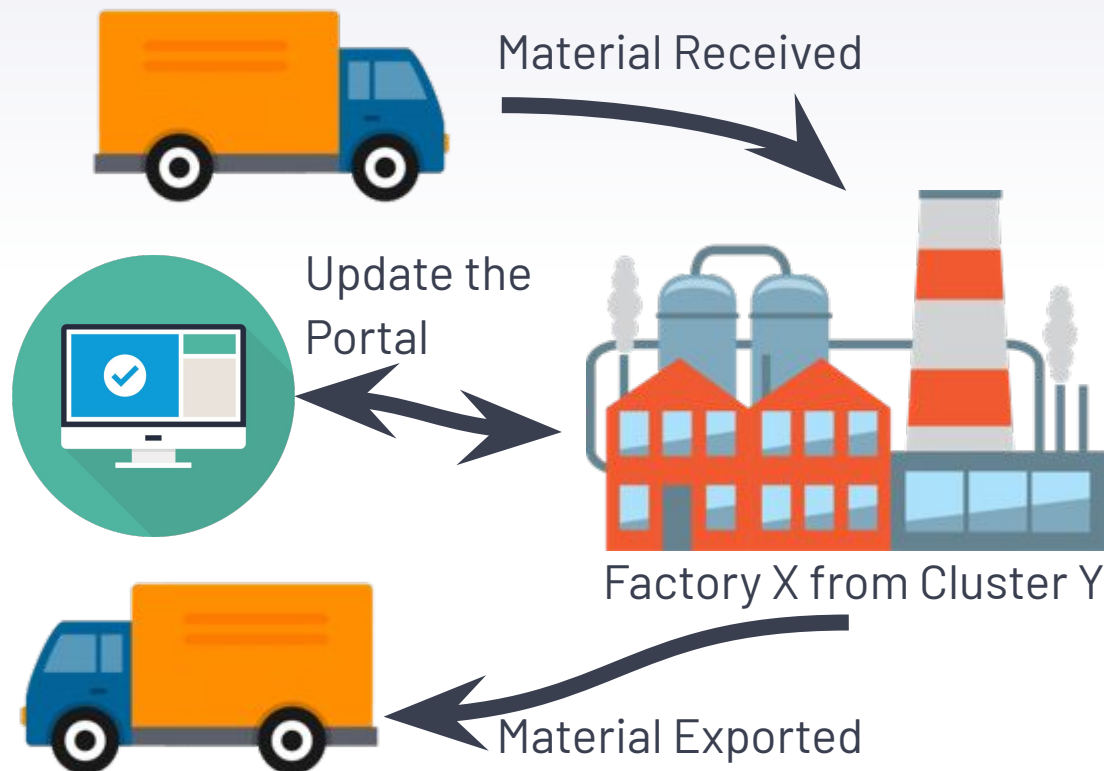 Material Received
Update the
Portal
Factory X from Cluster Y
Material Exported